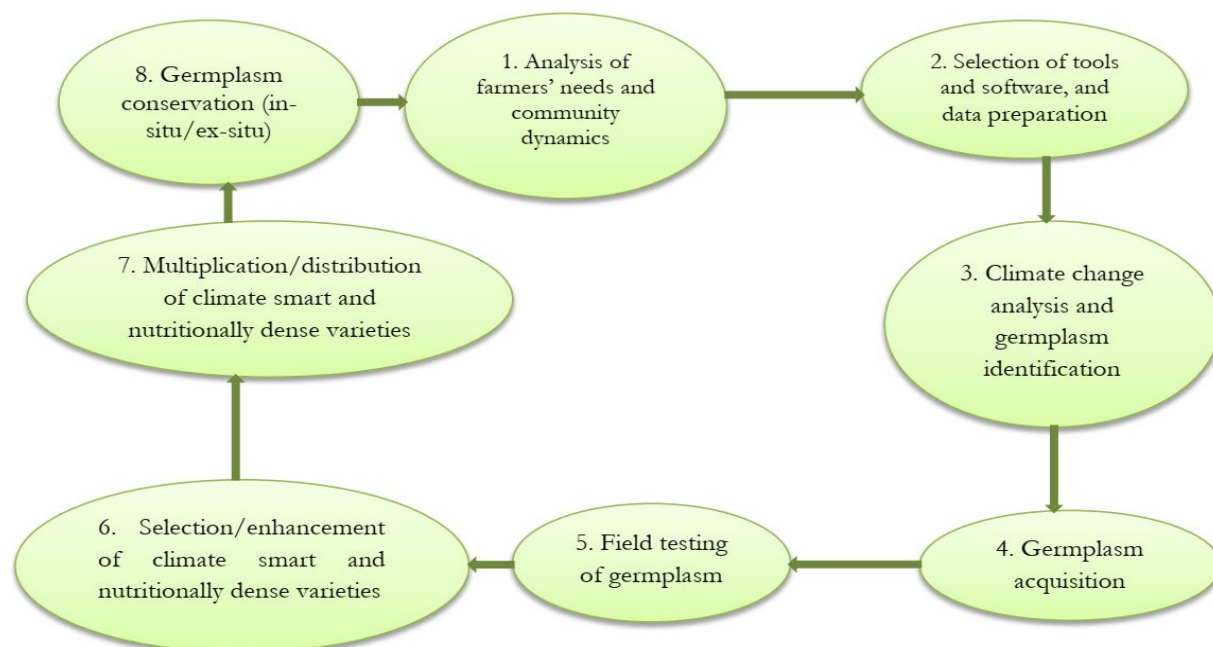 1. Analysis of
farmers' needs and
community
dynamics
2. Selection of tools
and software, and
data preparation
3. Climate change
analysis and
germplasm
identification
4. Germplasm
acquisition
5. Field testing
of germplasm
6. Selection/enhancement
of climate smart and
nutritionally dense varieties
7. Multiplication/distribution
of climate smart and
nutritionally dense varieties
8. Germplasm
conservation (in-
situ/ex-situ)